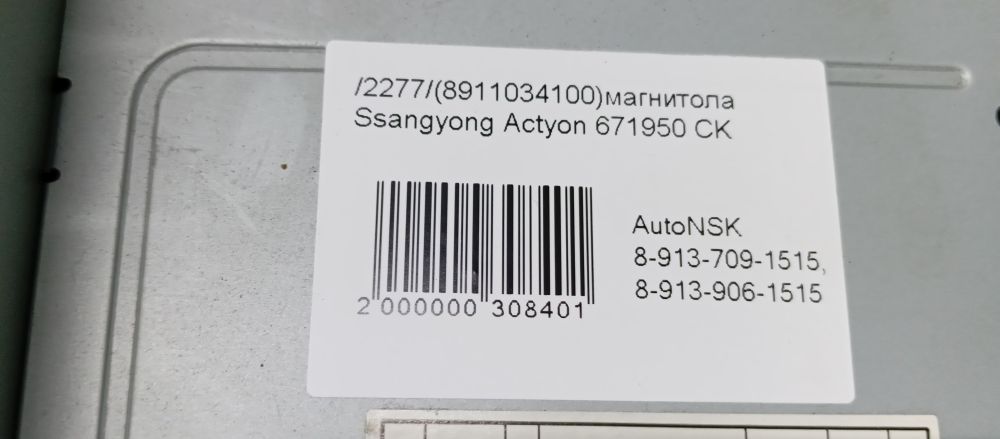 /2277/(8911034100)магнитола
Ssangyong Actyon 671950 CK
AutoNSK
8-913-709-1515,
8-913-906-1515
2 000000 308401